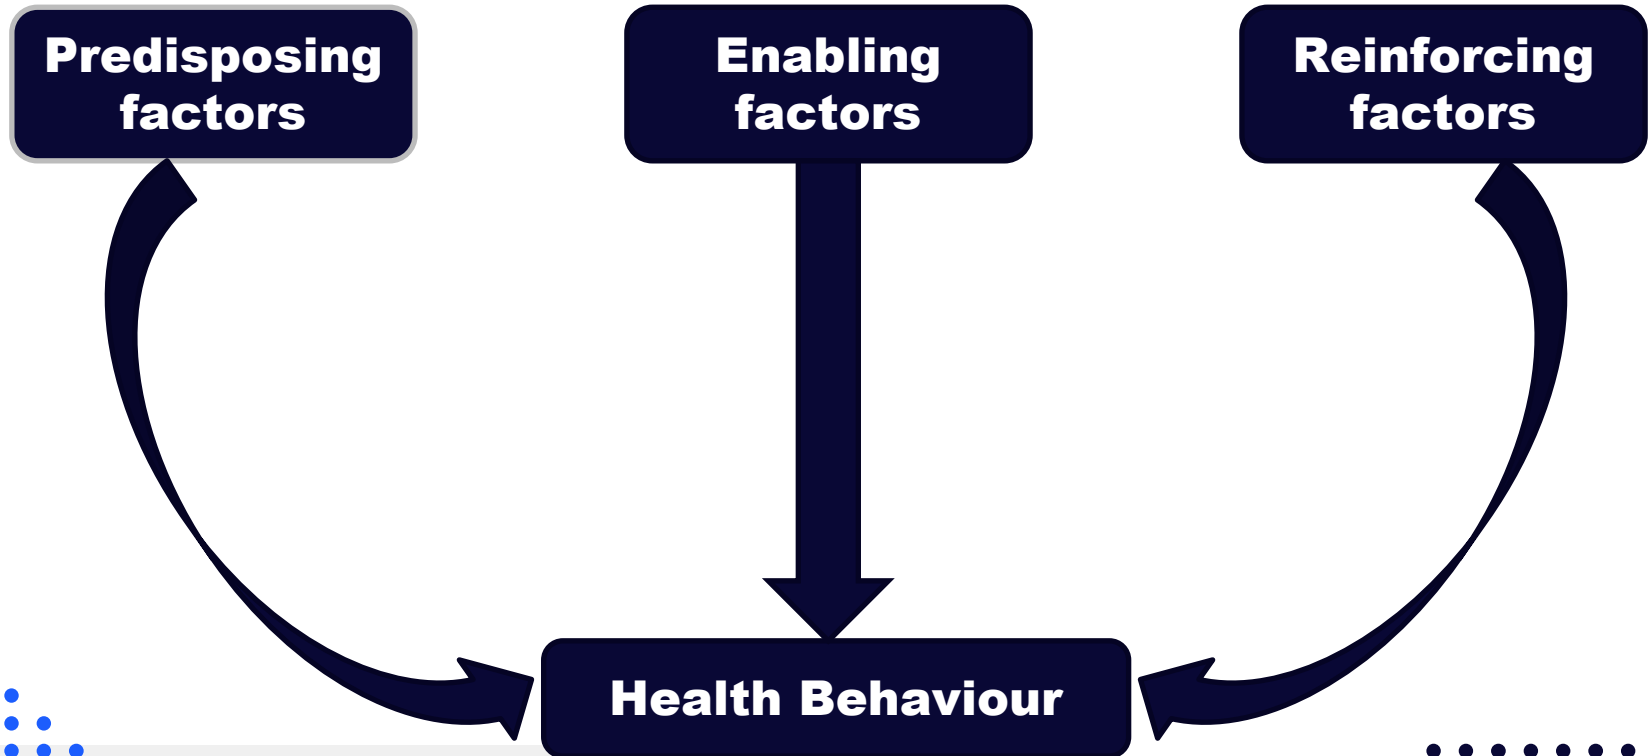 Predisposing
factors
Enabling
factors
Reinforcing
factors
Health Behaviour